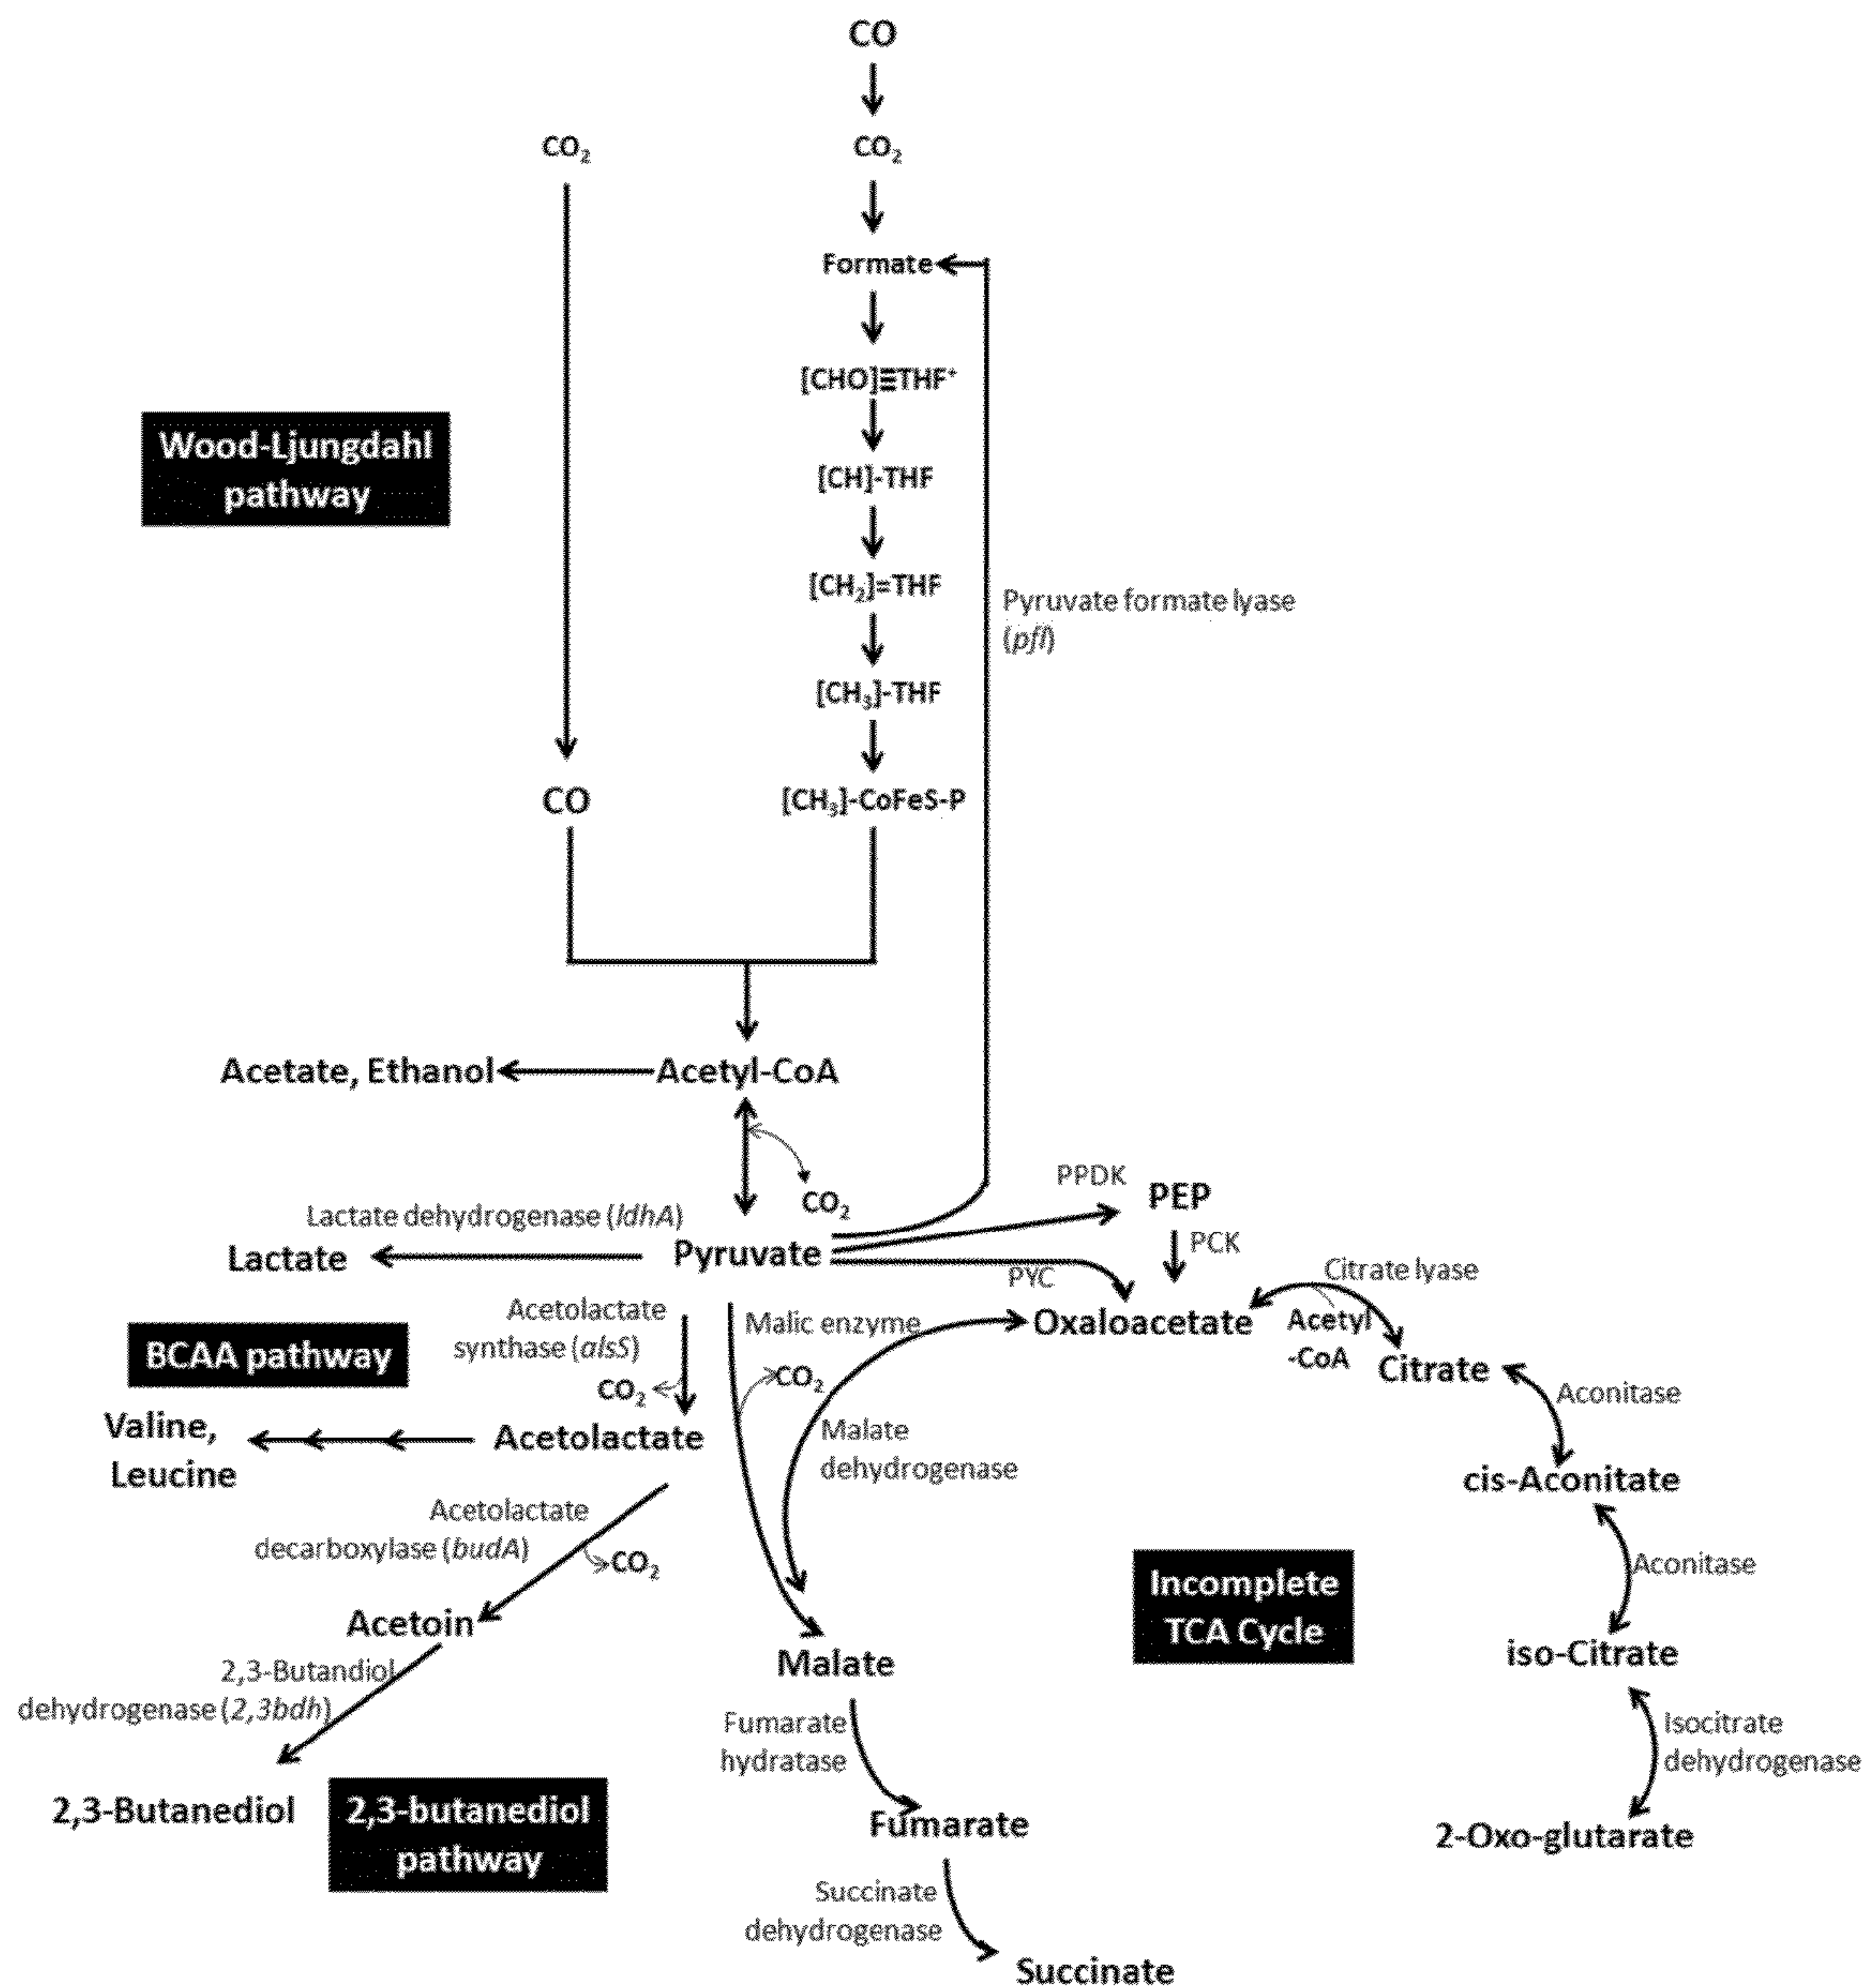 CO
CO₂
CO₂
Formate
[CHO]≡THF⁺
Wood-Ljungdahl
pathway
[CH]-THF
[CH₂]=THF
Pyruvate formate lyase
(pfl)
[CH₃]-THF
CO
[CH₃]-CoFeS-P
Acetate, Ethanol
Acetyl-CoA
CO₂
PPDK
PEP
Lactate dehydrogenase (ldhA)
Lactate
Pyruvate
PCK
PYC
Citrate lyase
Oxaloacetate
Acetyl
-CoA
Citrate
Acetolactate
synthase (alsS)
Malic enzyme
BCAA pathway
CO₂
CO₂
Aconitase
Valine,
Leucine
Acetolactate
Malate
dehydrogenase
cis-Aconitate
Acetolactate
decarboxylase (budA)
CO₂
Aconitase
Incomplete
TCA Cycle
Acetoin
Malate
iso-Citrate
2,3-Butandiol
dehydrogenase (2,3bdh)
Fumarate
hydratase
Isocitrate
dehydrogenase
2,3-Butanediol
2,3-butanediol
pathway
Fumarate
2-Oxo-glutarate
Succinate
dehydrogenase
Succinate